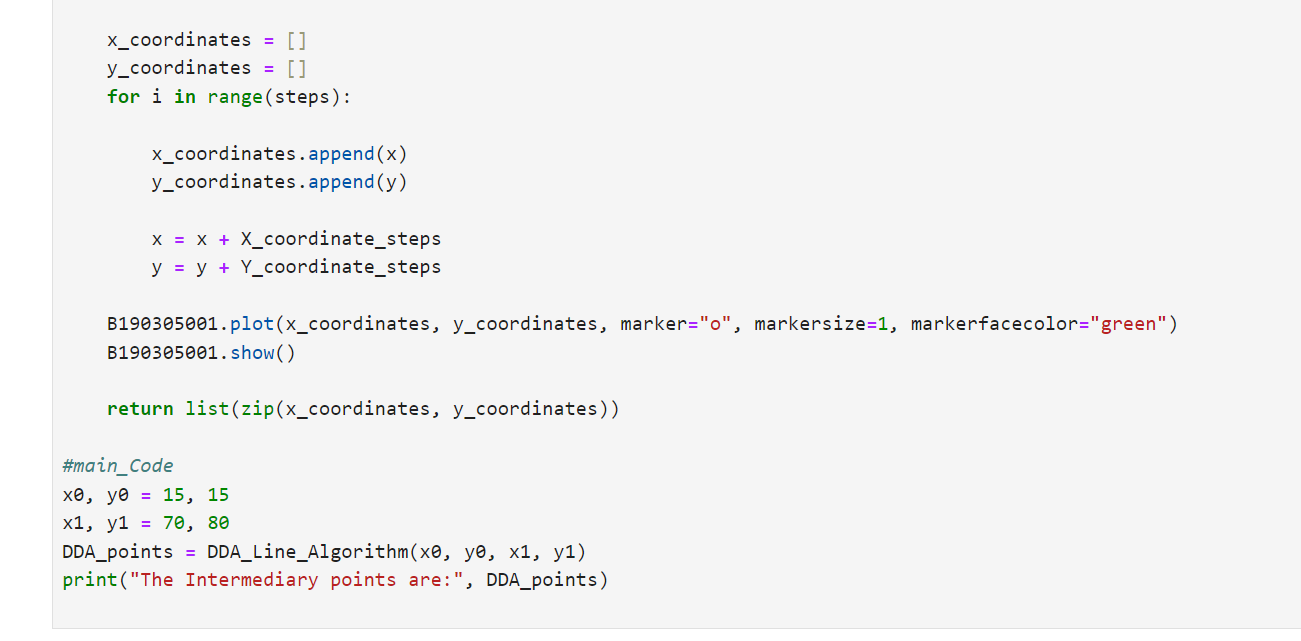 x_coordinates = []
y_coordinates = []
for i in range(steps):
x_coordinates.append(x)
y_coordinates.append(y)
x = x + X_coordinate_steps
y = y + Y_coordinate_steps
B190305001.plot(x_coordinates, y_coordinates, marker="o", markersize=1, markerfacecolor="green")
B190305001.show()
return list(zip(x_coordinates, y_coordinates))
#main_Code
x0, y0 = 15, 15
x1, y1 = 70, 80
DDA_points = DDA_Line_Algorithm(x0, y0, x1, y1)
print("The Intermediary points are:", DDA_points)